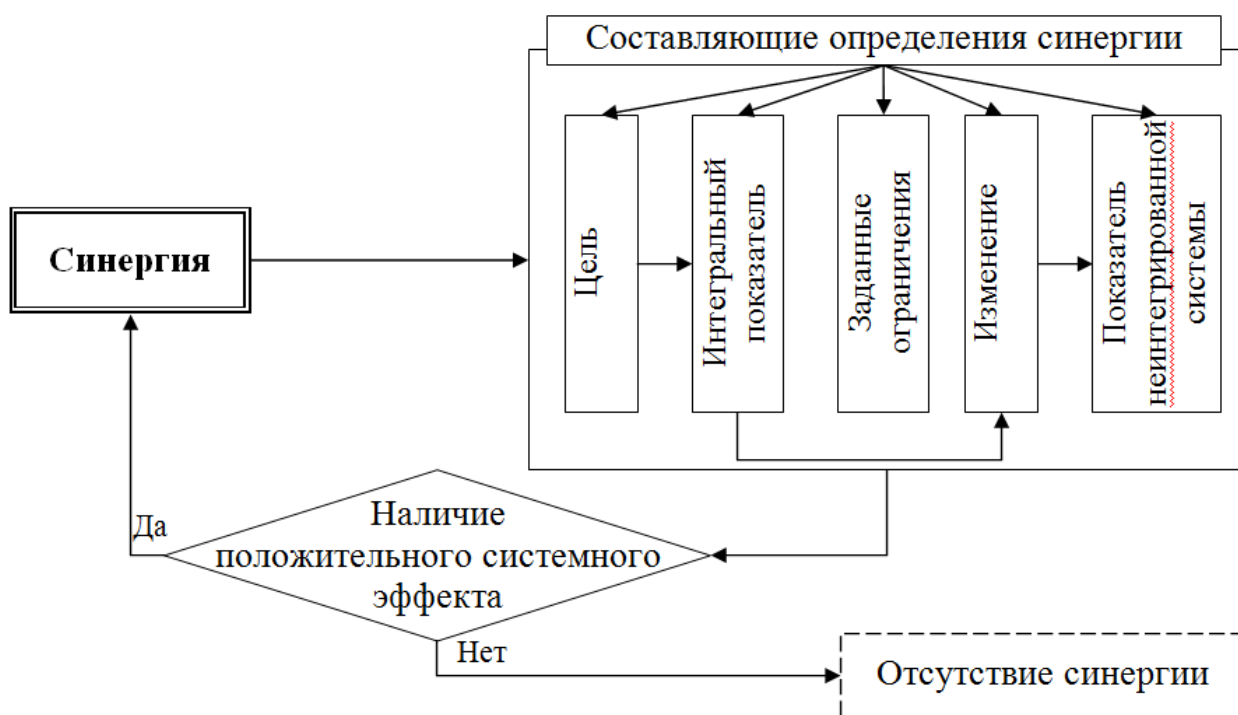 Составляющие определения синергии
Синергия
Цель
Интегральный
показатель
Заданные
ограничения
Изменение
Показатель
неинтегрированной
системы
Да
Наличие
положительного системного
эффекта
Нет
Отсутствие синергии